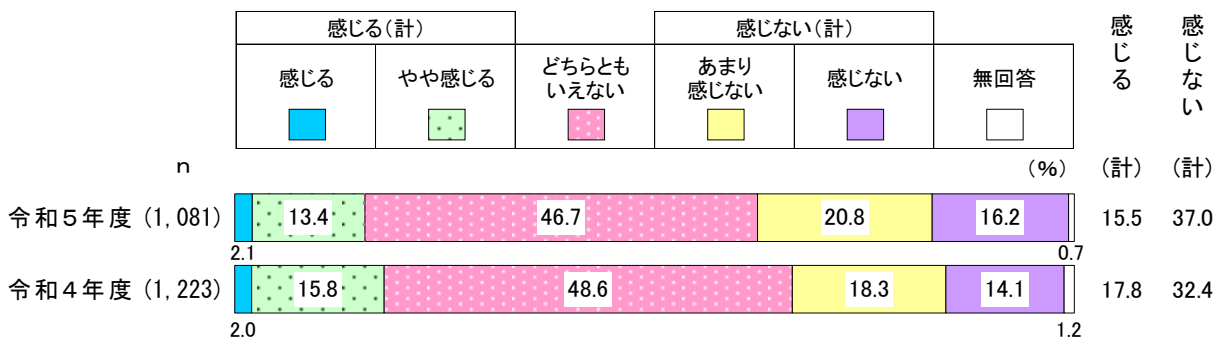 感じる(計)
感じない(計)
感じる
やや感じる
どちらとも
いえない
あまり
感じない
感じない
無回答
感じる
感じない
n
(%)
(計)
(計)
令和5年度 (1,081)
13.4
46.7
20.8
16.2
15.5
37.0
2.1
0.7
令和4年度 (1,223)
15.8
48.6
18.3
14.1
17.8
32.4
2.0
1.2